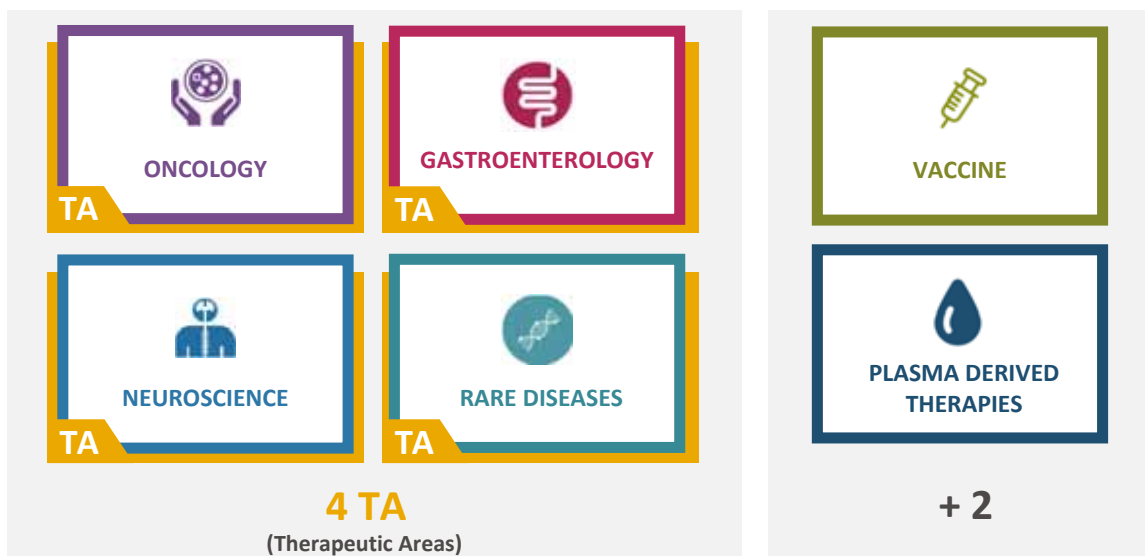 ONCOLOGY
TA
GASTROENTEROLOGY
TA
NEUROSCIENCE
TA
RARE DISEASES
TA
4 TA
(Therapeutic Areas)
VACCINE
PLASMA DERIVED
THERAPIES
+ 2